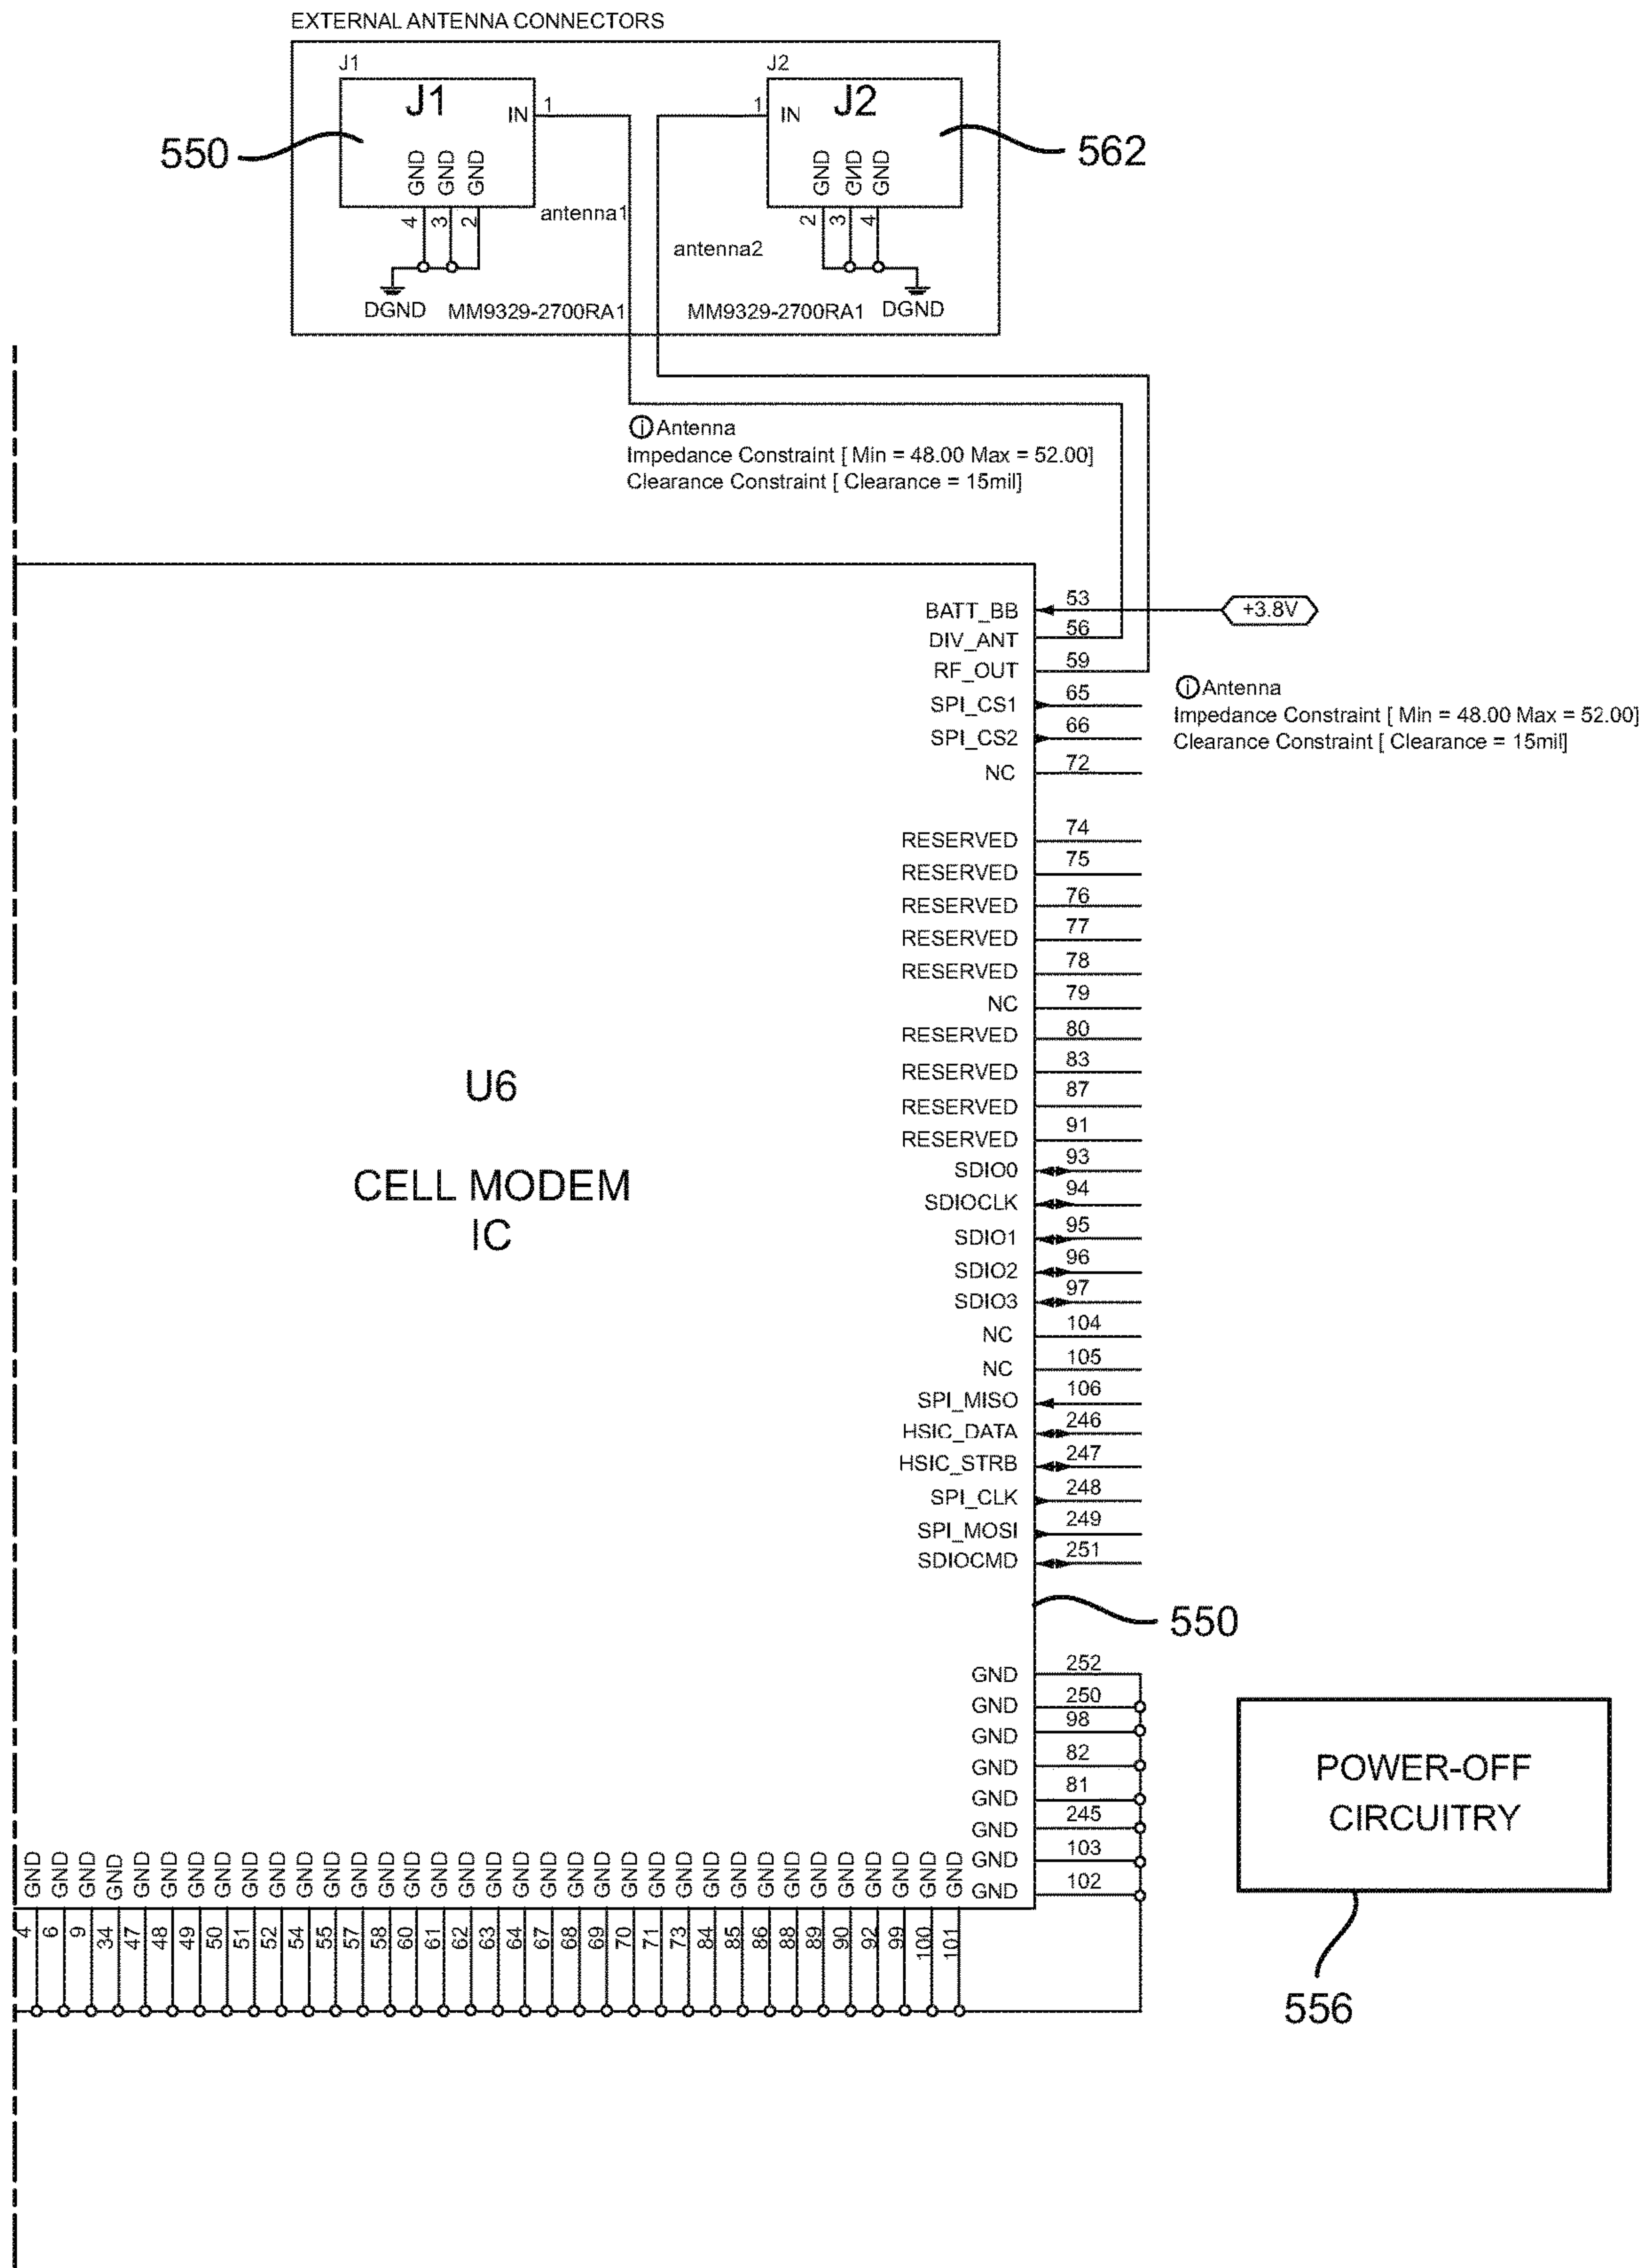 EXTERNAL ANTENNA CONNECTORS
J1
J2
J1
J2
IN
1
1
IN
550
562
GND
GND
GND
GND
GND
GND
4
3
2
2
3
4
antenna1
antenna2
DGND
MM9329-2700RA1
MM9329-2700RA1
DGND
ⓘ Antenna
Impedance Constraint [ Min = 48.00 Max = 52.00]
Clearance Constraint [ Clearance = 15mil]
BATT_BB 53
+3.8V
DIV_ANT 56
RF_OUT 59
ⓘ Antenna
Impedance Constraint [ Min = 48.00 Max = 52.00]
Clearance Constraint [ Clearance = 15mil]
SPI_CS1 65
SPI_CS2 66
NC 72
RESERVED 74
RESERVED 75
RESERVED 76
RESERVED 77
RESERVED 78
NC 79
RESERVED 80
RESERVED 83
RESERVED 87
RESERVED 91
U6
CELL MODEM
IC
SDIO0 93
SDIOCLK 94
SDIO1 95
SDIO2 96
SDIO3 97
NC 104
NC 105
SPI_MISO 106
HSIC_DATA 246
HSIC_STRB 247
SPI_CLK 248
SPI_MOSI 249
SDIOCMD 251
550
GND 252
GND 250
GND 98
GND 82
GND 81
GND 245
GND 103
GND 102
POWER-OFF
CIRCUITRY
556
GND GND GND GND GND GND GND GND GND GND GND GND GND GND GND GND GND GND GND GND GND GND GND GND GND GND GND GND GND GND GND GND GND GND GND
4 6 9 34 47 48 49 50 51 52 54 55 57 58 60 61 62 63 64 67 68 69 70 71 73 84 85 86 88 89 90 92 99 100 101